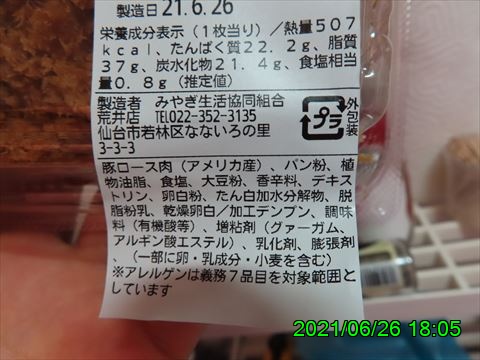 製造日 21.6.26
栄養成分表示(1枚当り)/熱量507
kcal、たんぱく質22.2g、脂質
37g、炭水化物21.4g、食塩相当
量0.8g(推定値)
製造者 みやぎ生活協同組合
荒井店 TEL022-352-3135
仙台市若林区なないろの里
3-3-3
プラ
外包装
豚ロース肉(アメリカ産)、パン粉、植
物油脂、食塩、大豆粉、香辛料、デキス
トリン、卵白粉、たん白加水分解物、脱
脂粉乳、乾燥卵白/加工デンプン、調味
料(有機酸等)、増粘剤(グァーガム、
アルギン酸エステル)、乳化剤、膨張剤、
、(一部に卵・乳成分・小麦を含む)
※アレルゲンは義務7品目を対象範囲と
しています
2021/06/26 18:05